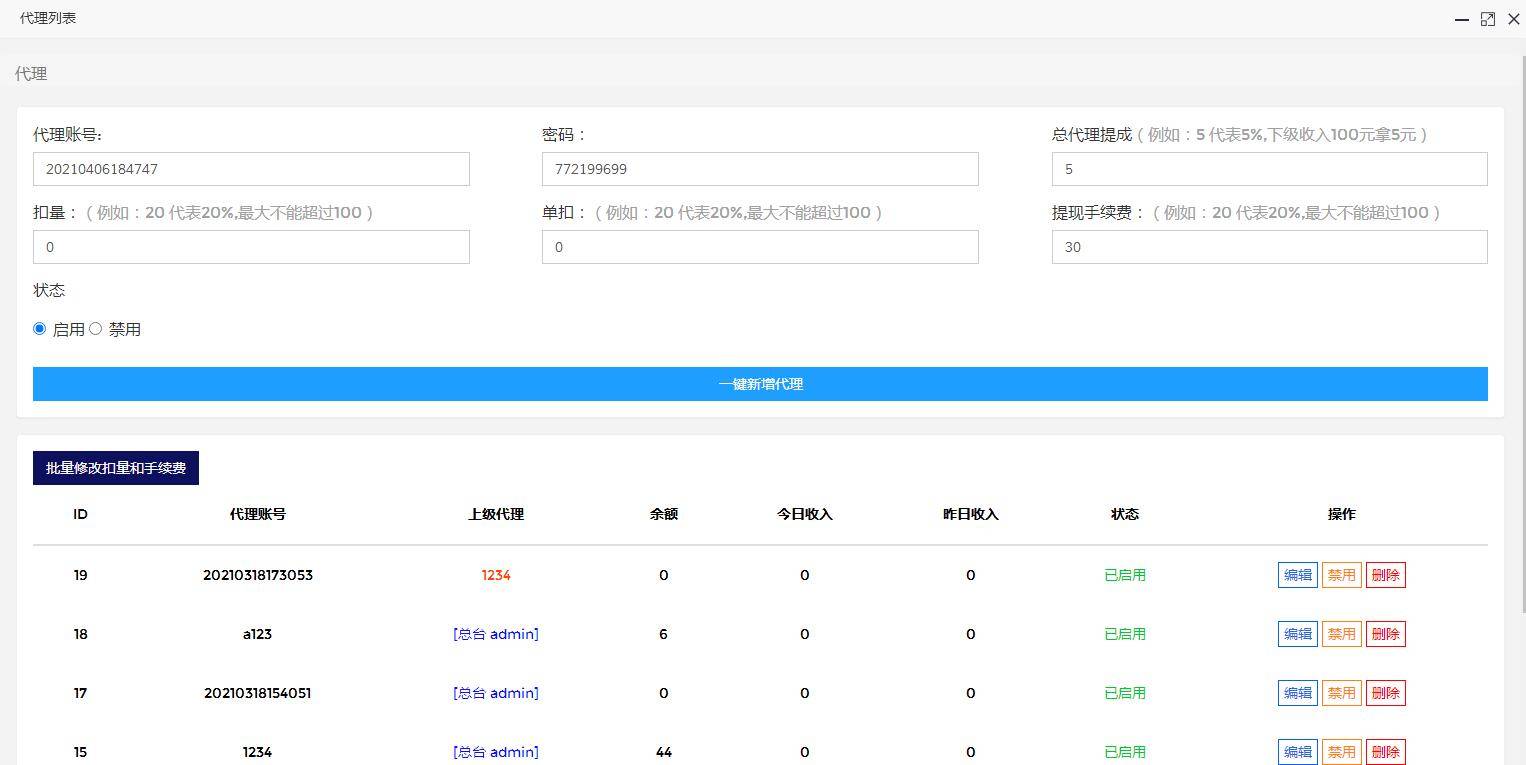 代理列表
代理
代理账号: 密码： 总代理提成（例如：5 代表5%,下级收入100元拿5元）
20210406184747 772199699 5
扣量：（例如：20 代表20%,最大不能超过100） 单扣：（例如：20 代表20%,最大不能超过100） 提现手续费：（例如：20 代表20%,最大不能超过100）
0 0 30
状态
启用 禁用
一键新增代理
批量修改扣量和手续费
ID 代理账号 上级代理 余额 今日收入 昨日收入 状态 操作
19 20210318173053 1234 0 0 0 已启用 编辑 禁用 删除
18 a123 [总台 admin] 6 0 0 已启用 编辑 禁用 删除
17 20210318154051 [总台 admin] 0 0 0 已启用 编辑 禁用 删除
15 1234 [总台 admin] 44 0 0 已启用 编辑 禁用 删除